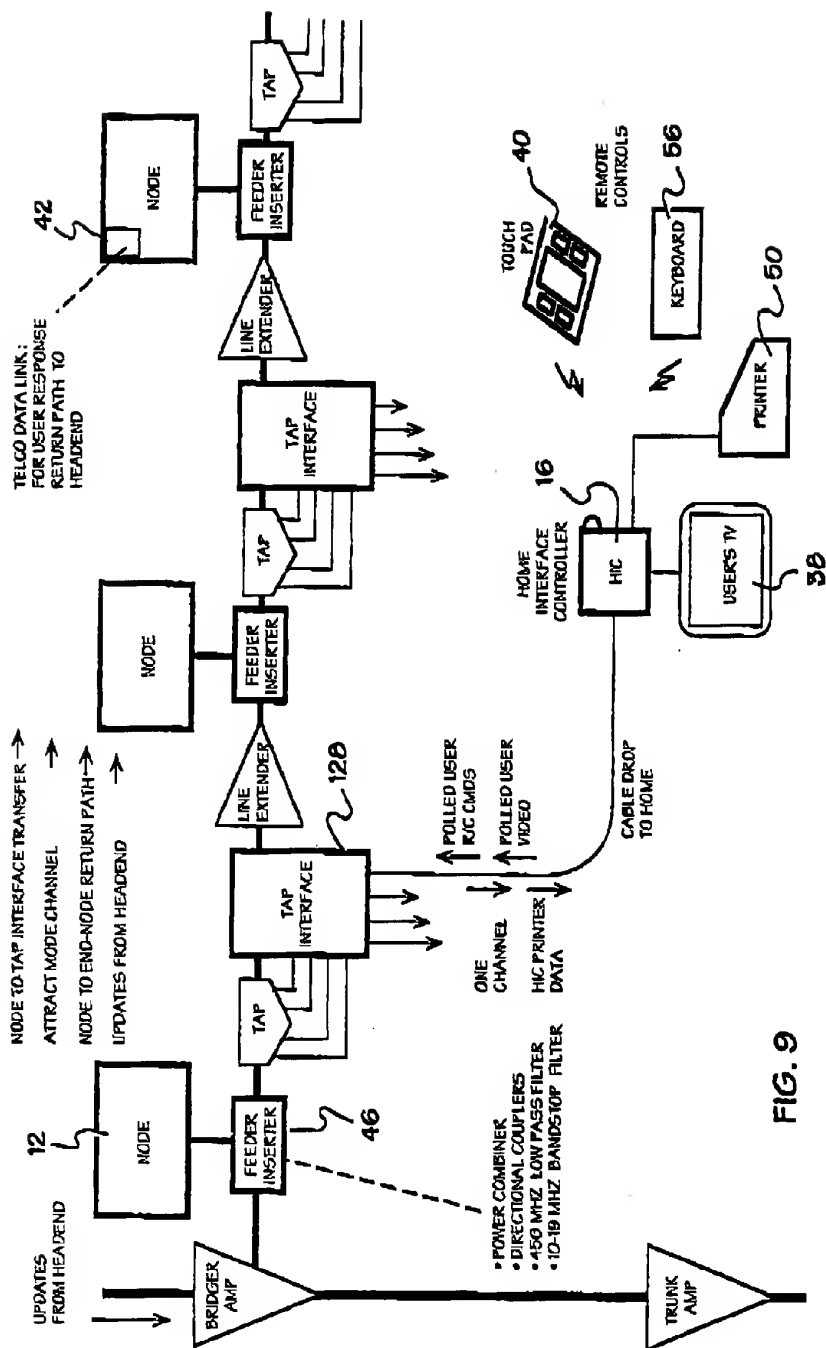 NODE TO TAP INTERFACE TRANSFER →
ATTRACT MODE CHANNEL →
NODE TO END-NODE RETURN PATH →
UPDATES FROM HEADEND →
UPDATES
FROM HEADEND
12
NODE
NODE
42
NODE
TELCO DATA LINK;
FOR USER RESPONSE
RETURN PATH TO
HEADEND
BRIDGER
AMP
FEEDER
INSERTER
46
TAP
TAP
INTERFACE
128
LINE
EXTENDER
FEEDER
INSERTER
TAP
TAP
INTERFACE
LINE
EXTENDER
FEEDER
INSERTER
TAP
• POWER COMBINER
• DIRECTIONAL COUPLERS
• 450 MHZ LOW PASS FILTER
• 10-19 MHZ BANDSTOP FILTER
TRUNK
AMP
ONE
CHANNEL
HIC PRINTER
DATA
POLLED USER
R/C CMDS
POLLED USER
VIDEO
CABLE DROP
TO HOME
HOME
INTERFACE
CONTROLLER
16
HIC
USER'S TV
38
TOUCH
PAD
40
REMOTE
CONTROLS
KEYBOARD
56
PRINTER
50
FIG. 9